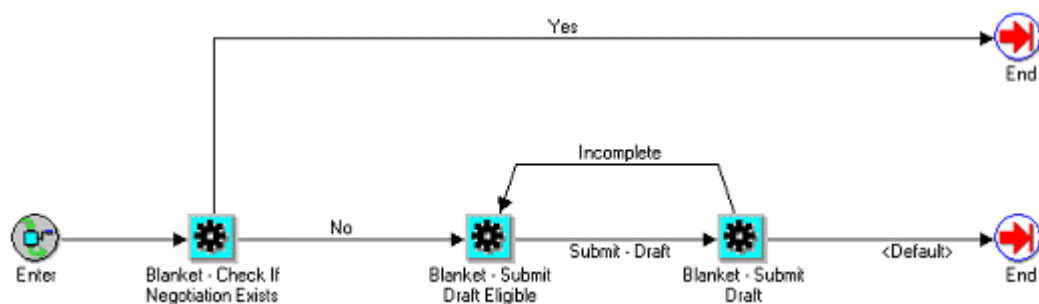 Yes
End
Incomplete
No
Submit - Draft
<Default>
Enter
Blanket - Check If
Negotiation Exists
Blanket - Submit
Draft Eligible
Blanket - Submit
Draft
End